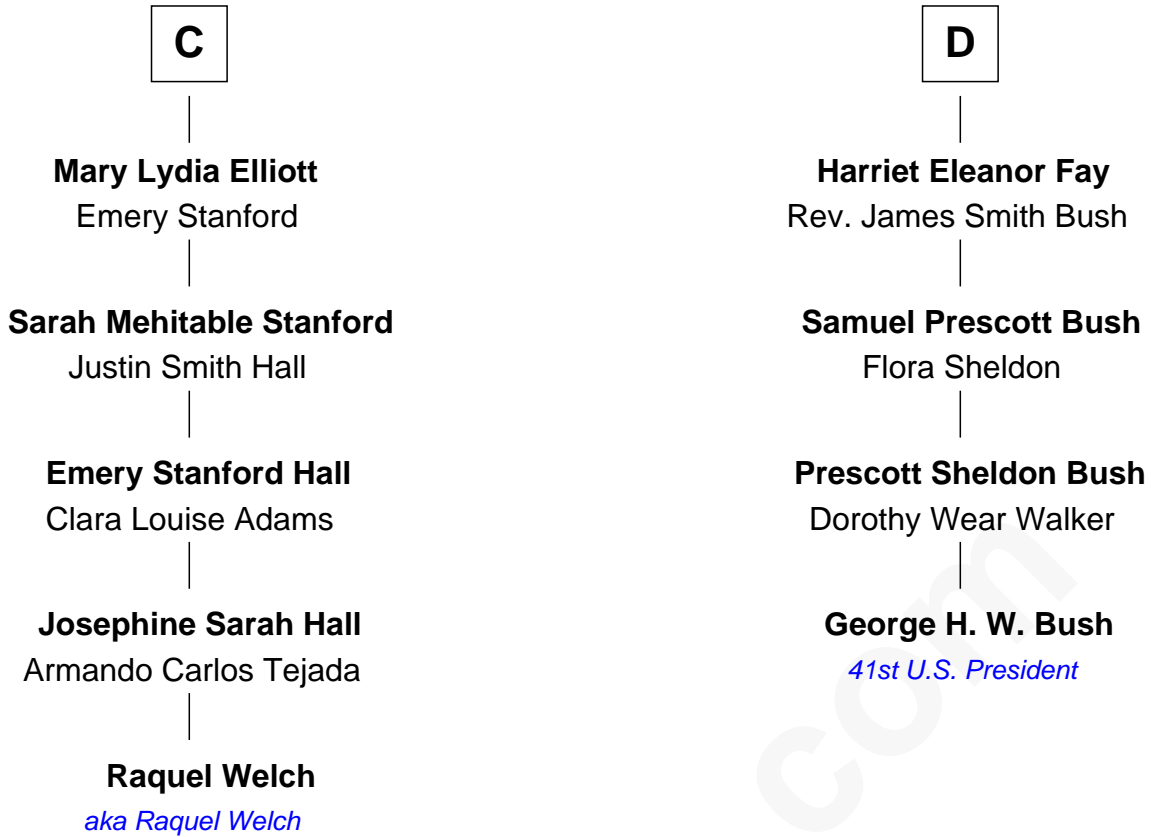 C
Mary Lydia Elliott
Emery Stanford
Sarah Mehitable Stanford
Justin Smith Hall
Emery Stanford Hall
Clara Louise Adams
Josephine Sarah Hall
Armando Carlos Tejada
Raquel Welch
aka Raquel Welch
D
Harriet Eleanor Fay
Rev. James Smith Bush
Samuel Prescott Bush
Flora Sheldon
Prescott Sheldon Bush
Dorothy Wear Walker
George H. W. Bush
41st U.S. President
com